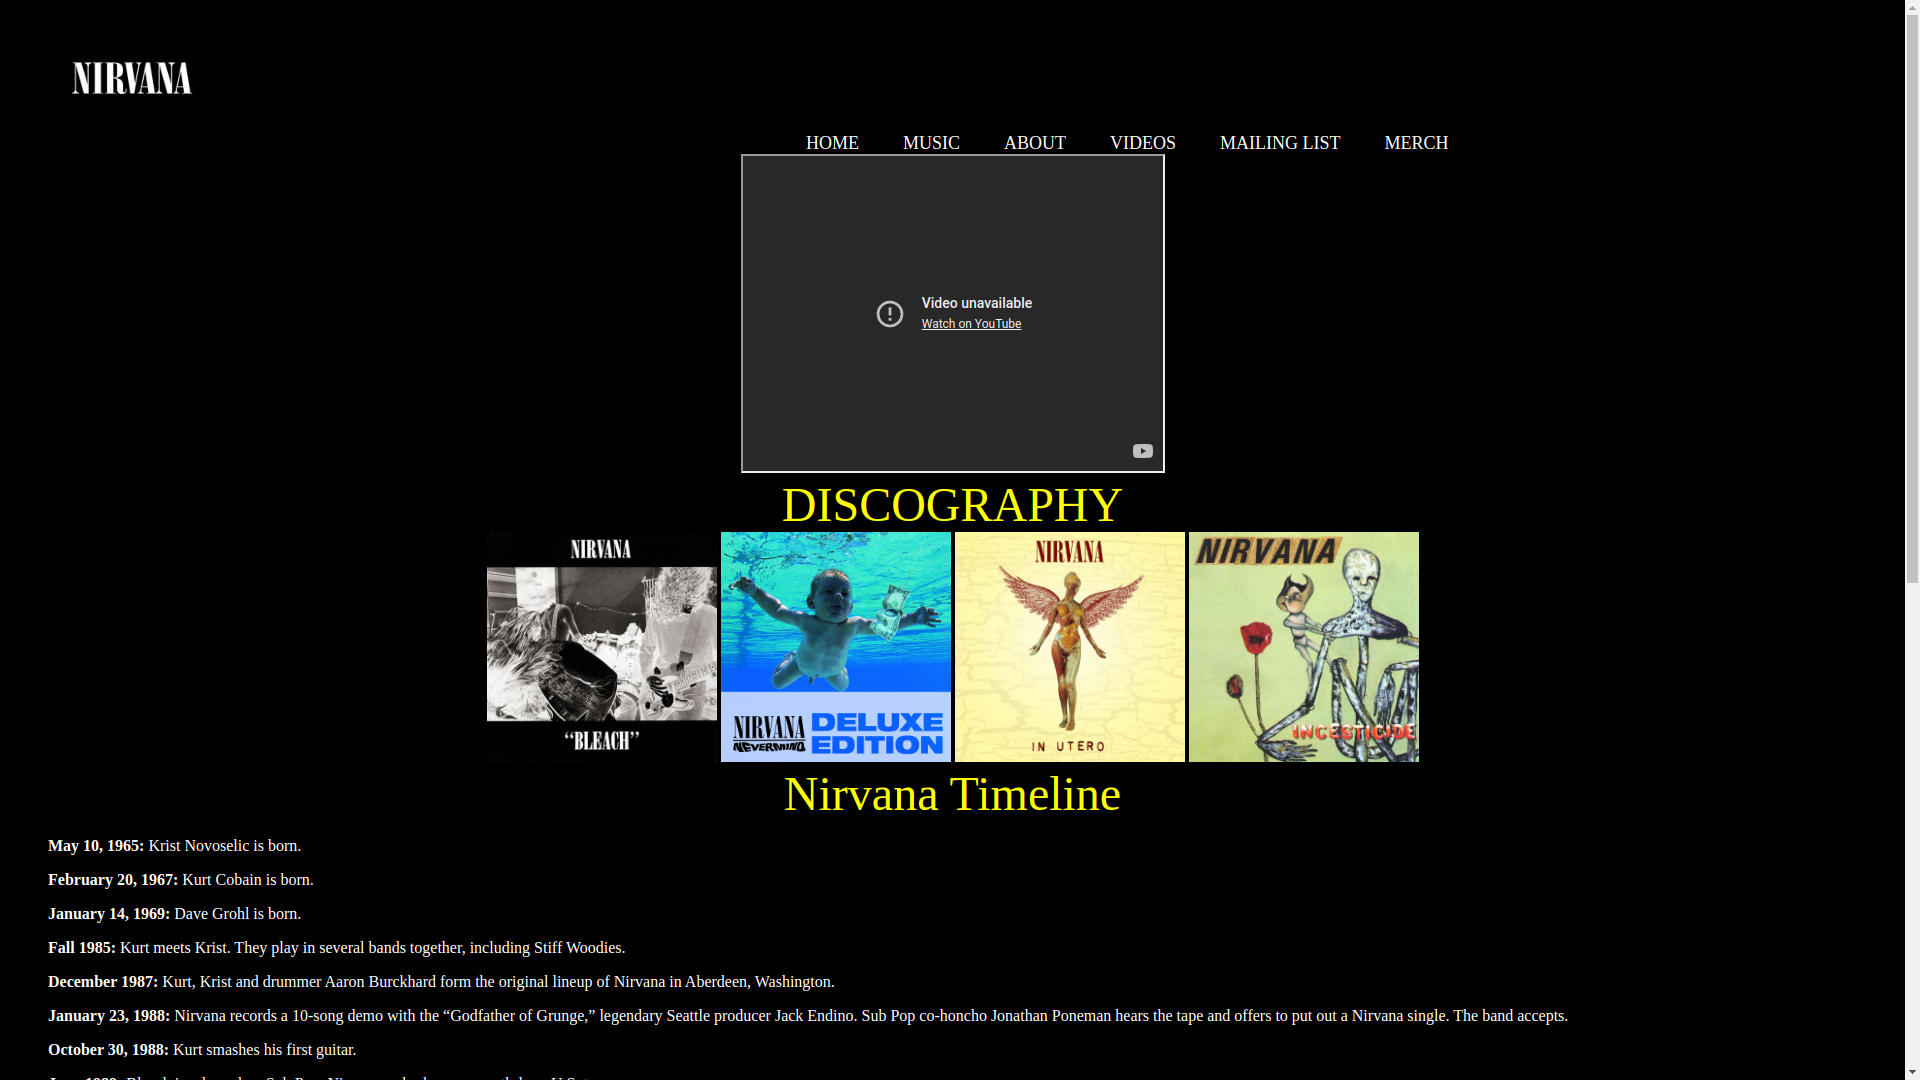 NIRVANA
HOME MUSIC ABOUT VIDEOS MAILING LIST MERCH
Video unavailable
Watch on YouTube
DISCOGRAPHY
NIRVANA
"BLEACH"
NIRVANA
NEVERMIND
DELUXE
EDITION
NIRVANA
IN UTERO
NIRVANA
INCESTICIDE
Nirvana Timeline
May 10, 1965: Krist Novoselic is born.
February 20, 1967: Kurt Cobain is born.
January 14, 1969: Dave Grohl is born.
Fall 1985: Kurt meets Krist. They play in several bands together, including Stiff Woodies.
December 1987: Kurt, Krist and drummer Aaron Burckhard form the original lineup of Nirvana in Aberdeen, Washington.
January 23, 1988: Nirvana records a 10-song demo with the “Godfather of Grunge,” legendary Seattle producer Jack Endino. Sub Pop co-honcho Jonathan Poneman hears the tape and offers to put out a Nirvana single. The band accepts.
October 30, 1988: Kurt smashes his first guitar.